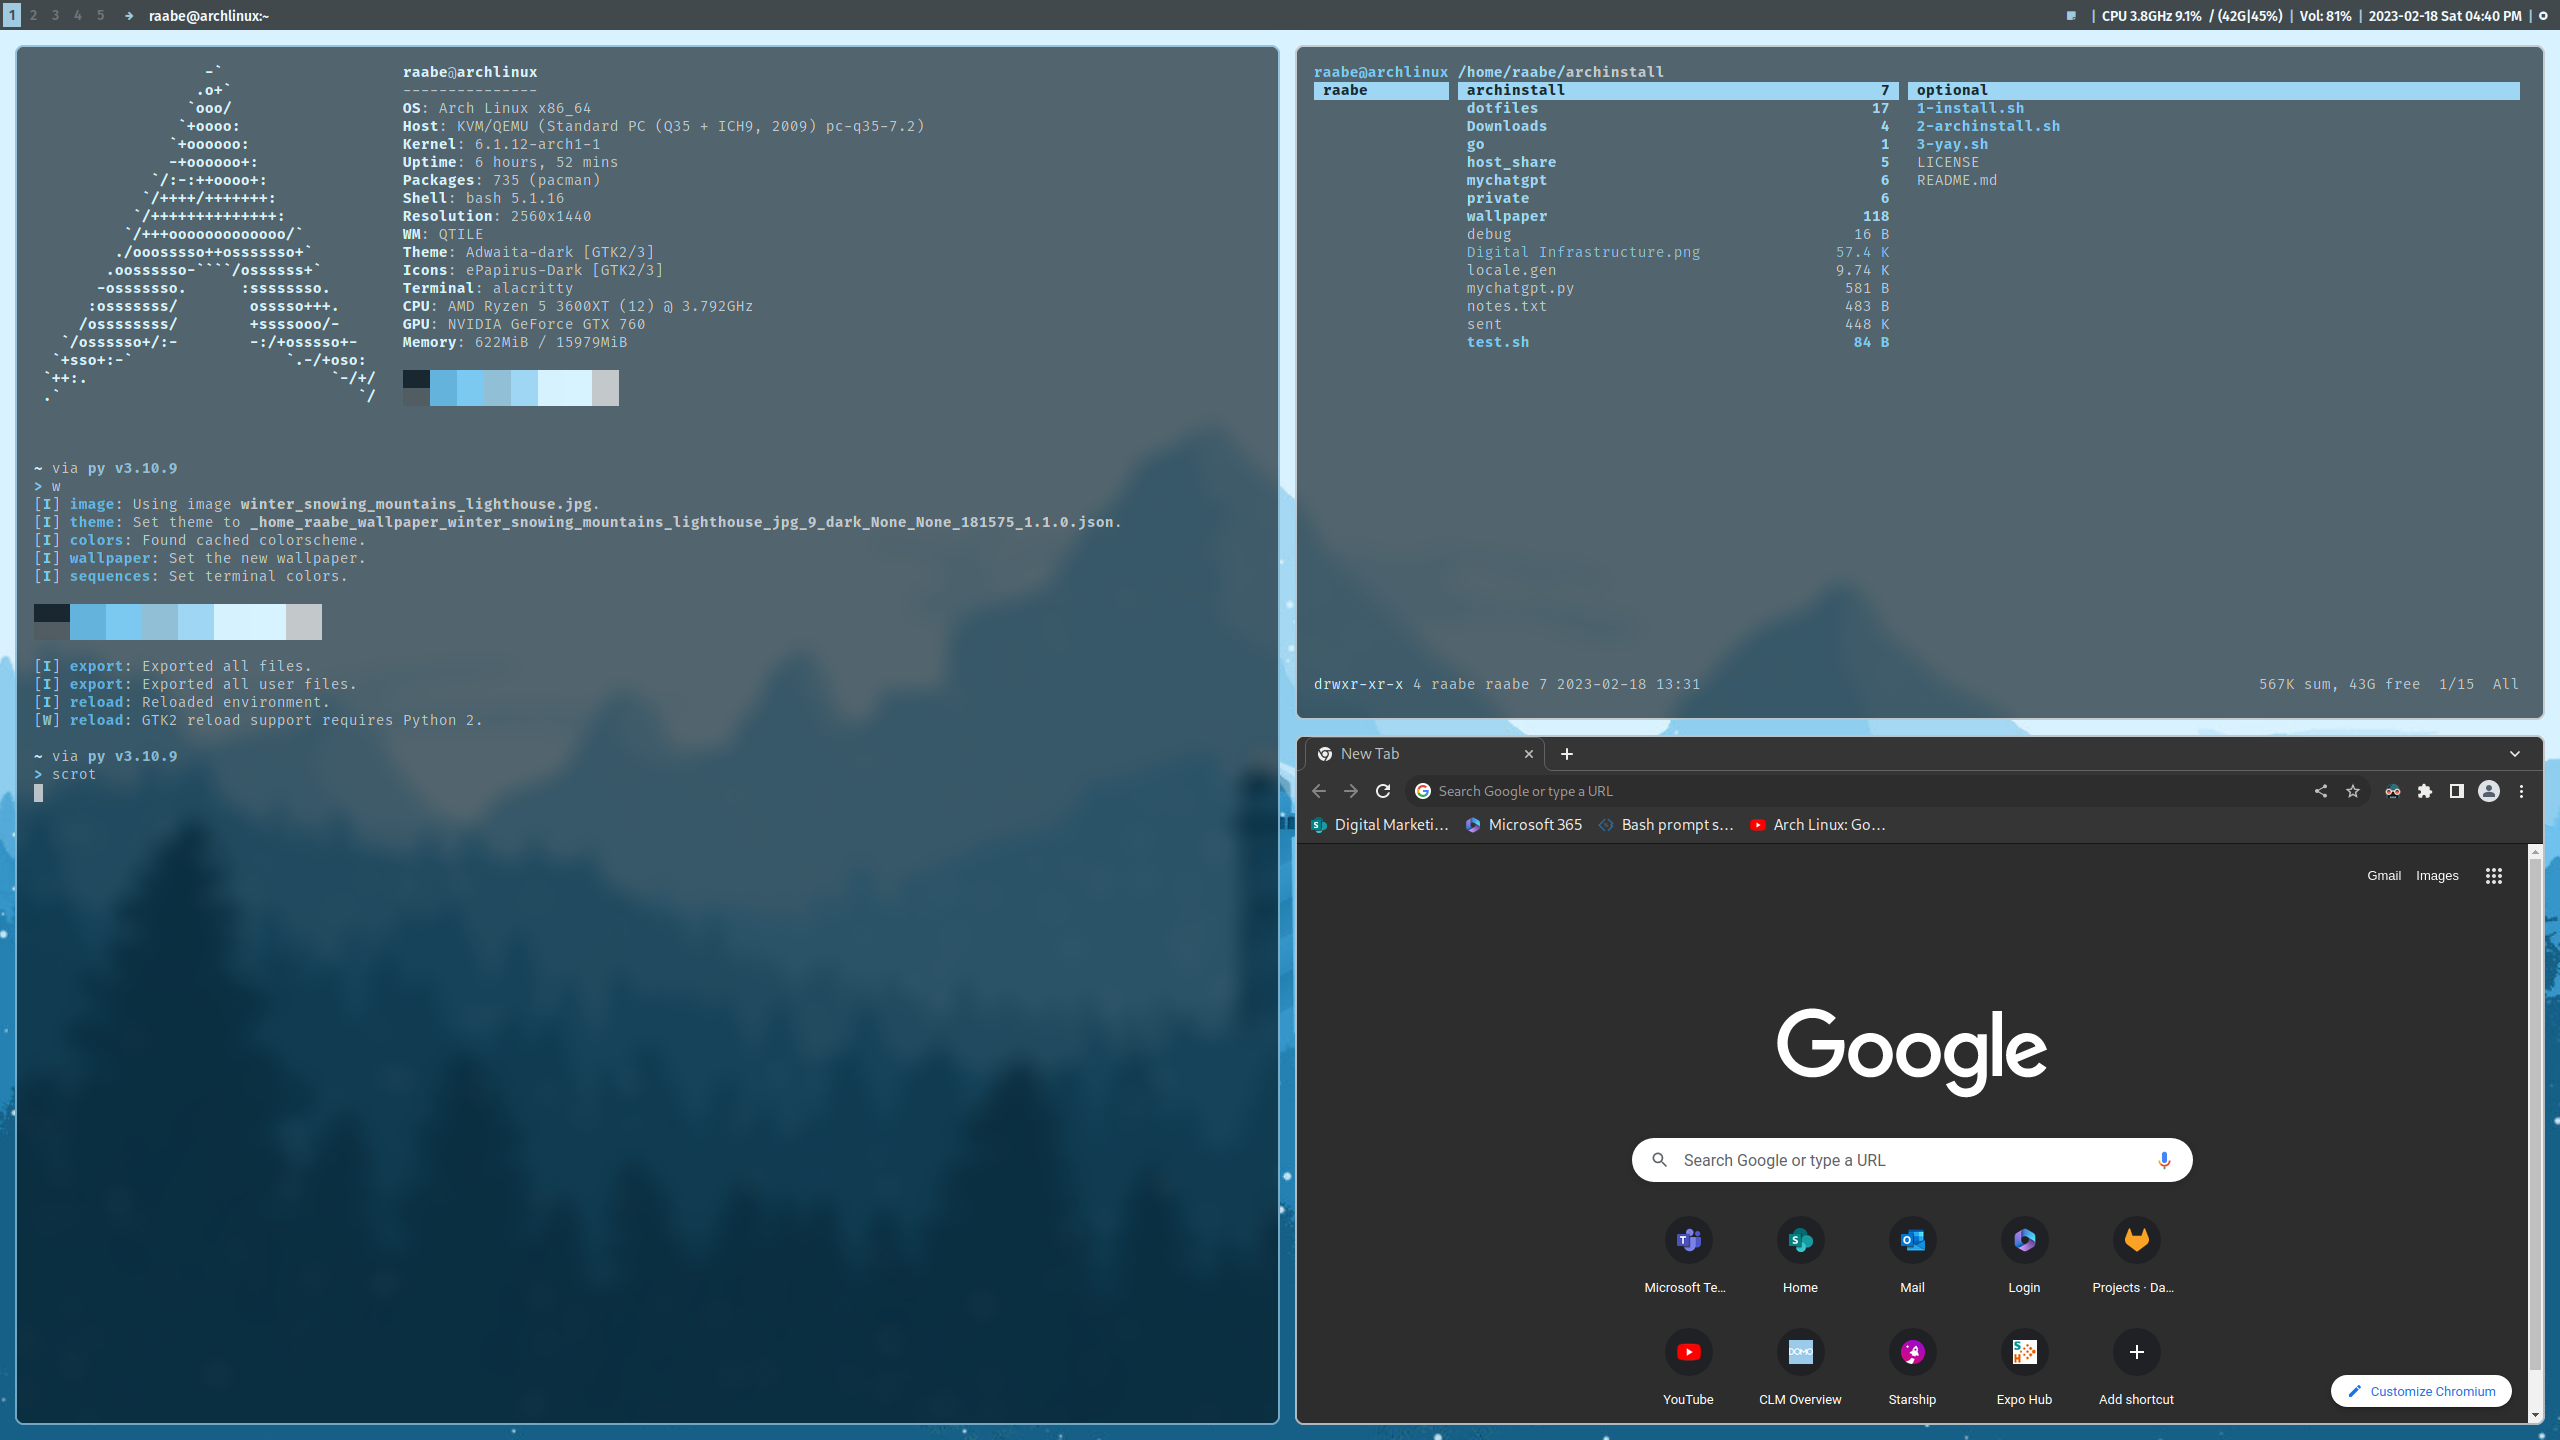 1 2 3 4 5 → raabe@archlinux:~
| CPU 3.8GHz 9.1% / (42G|45%) | Vol: 81% | 2023-02-18 Sat 04:40 PM |
raabe@archlinux
---------------
OS: Arch Linux x86_64
Host: KVM/QEMU (Standard PC (Q35 + ICH9, 2009) pc-q35-7.2)
Kernel: 6.1.12-arch1-1
Uptime: 6 hours, 52 mins
Packages: 735 (pacman)
Shell: bash 5.1.16
Resolution: 2560x1440
WM: QTILE
Theme: Adwaita-dark [GTK2/3]
Icons: ePapirus-Dark [GTK2/3]
Terminal: alacritty
CPU: AMD Ryzen 5 3600XT (12) @ 3.792GHz
GPU: NVIDIA GeForce GTX 760
Memory: 622MiB / 15979MiB
~ via py v3.10.9
> w
[I] image: Using image winter_snowing_mountains_lighthouse.jpg.
[I] theme: Set theme to _home_raabe_wallpaper_winter_snowing_mountains_lighthouse_jpg_9_dark_None_None_181575_1.1.0.json.
[I] colors: Found cached colorscheme.
[I] wallpaper: Set the new wallpaper.
[I] sequences: Set terminal colors.
[I] export: Exported all files.
[I] export: Exported all user files.
[I] reload: Reloaded environment.
[W] reload: GTK2 reload support requires Python 2.
~ via py v3.10.9
> scrot
raabe@archlinux /home/raabe/archinstall
raabe
archinstall 7
dotfiles 17
Downloads 4
go 1
host_share 5
mychatgpt 6
private 6
wallpaper 118
debug 16 B
Digital Infrastructure.png 57.4 K
locale.gen 9.74 K
mychatgpt.py 581 B
notes.txt 483 B
sent 448 K
test.sh 84 B
optional
1-install.sh
2-archinstall.sh
3-yay.sh
LICENSE
README.md
drwxr-xr-x 4 raabe raabe 7 2023-02-18 13:31 567K sum, 43G free 1/15 All
New Tab
Search Google or type a URL
Digital Marketi... Microsoft 365 Bash prompt s... Arch Linux: Go...
Gmail Images
Google
Search Google or type a URL
Microsoft Te... Home Mail Login Projects · Da...
DOMO
YouTube CLM Overview Starship Expo Hub Add shortcut
Customize Chromium